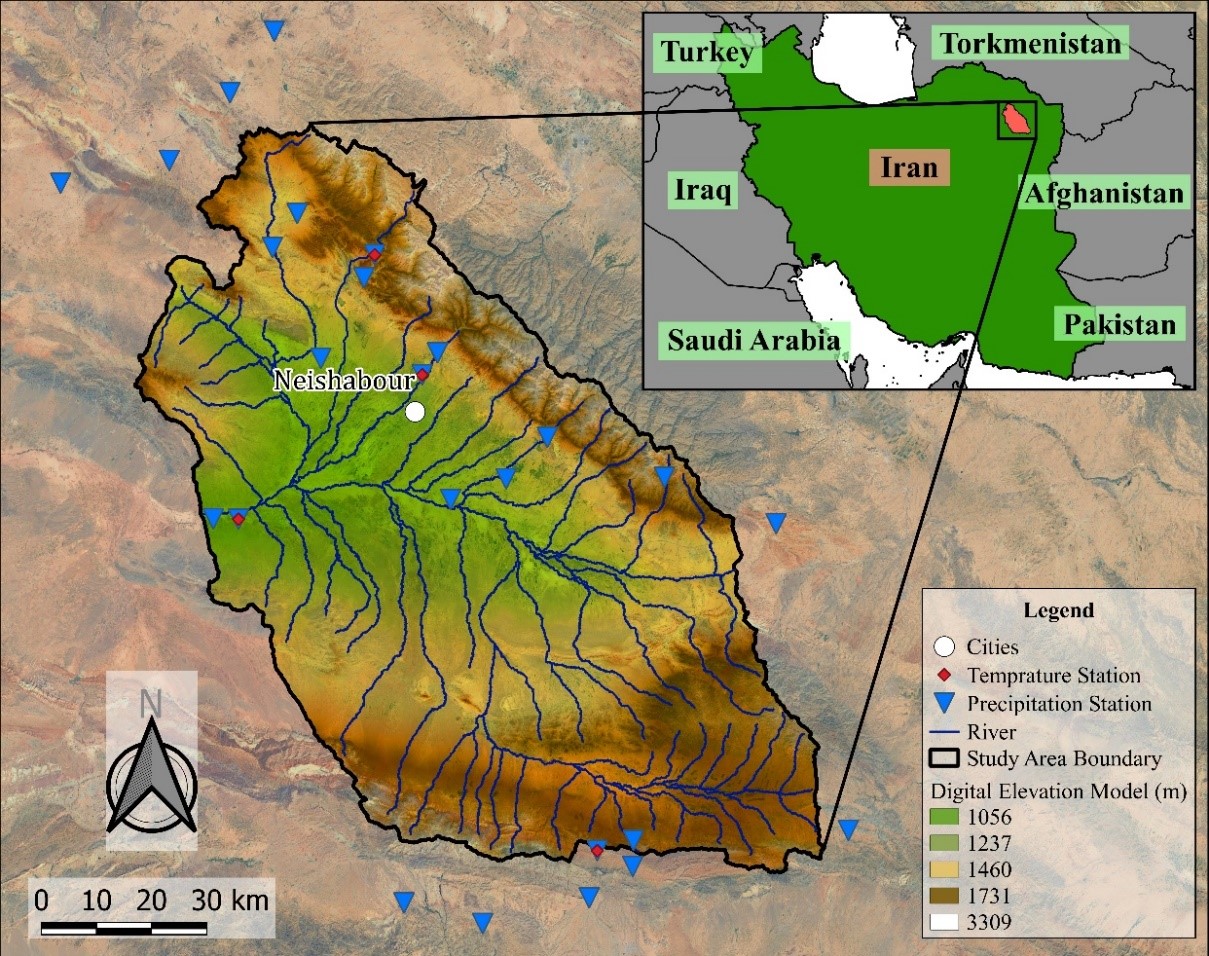 Turkey
Torkmenistan
Iran
Iraq
Afghanistan
Saudi Arabia
Pakistan
Neishabour
Legend
Cities
Temprature Station
Precipitation Station
River
Study Area Boundary
Digital Elevation Model (m)
1056
1237
1460
1731
3309
N
0 10 20 30 km